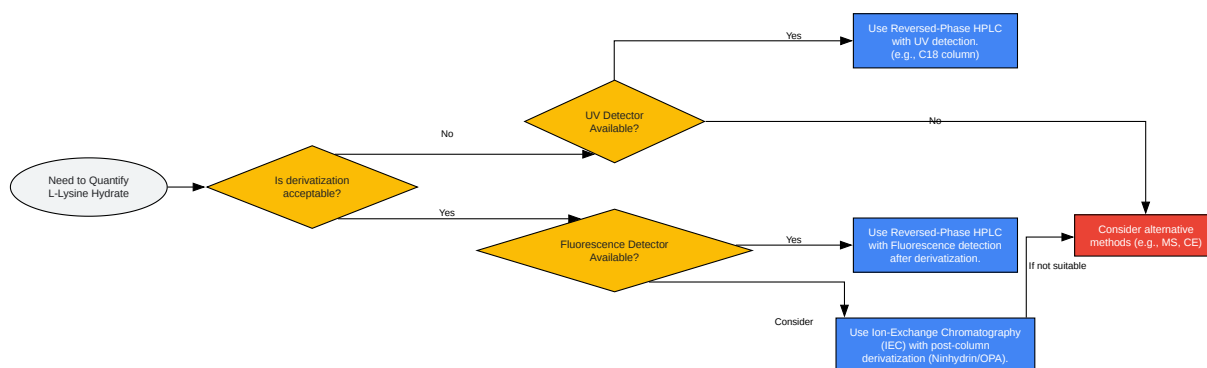 Need to Quantify
L-Lysine Hydrate
Is derivatization
acceptable?
No
Yes
UV Detector
Available?
Yes
No
Use Reversed-Phase HPLC
with UV detection.
(e.g., C18 column)
Fluorescence Detector
Available?
Yes
Consider
Use Reversed-Phase HPLC
with Fluorescence detection
after derivatization.
Use Ion-Exchange Chromatography
(IEC) with post-column
derivatization (Ninhydrin/OPA).
If not suitable
Consider alternative
methods (e.g., MS, CE)